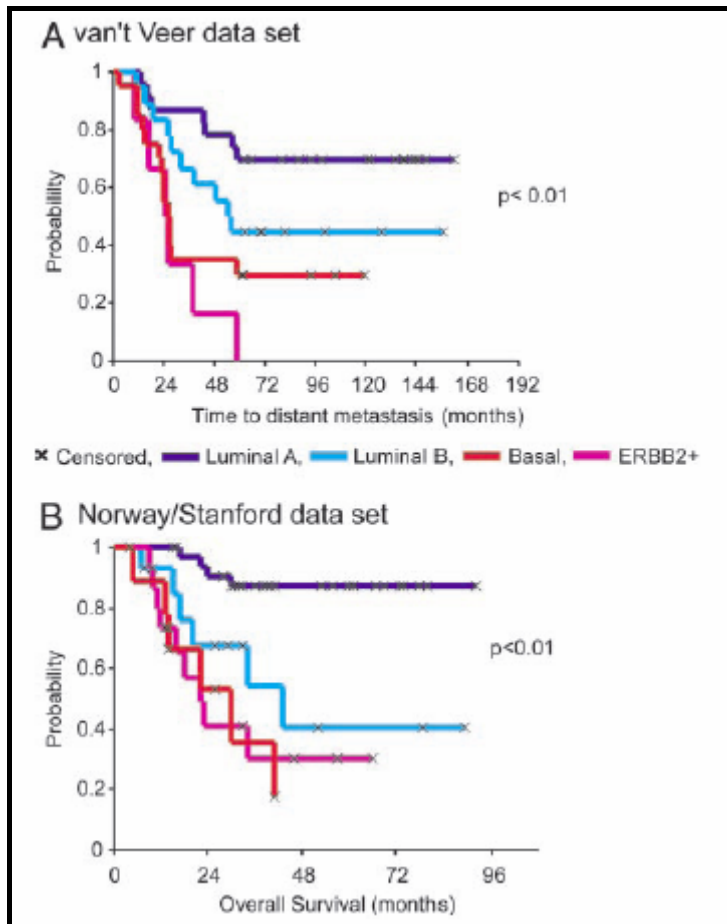 A van't Veer data set
1
0.8
0.6
0.4
0.2
0
Probabililty
p< 0.01
0 24 48 72 96 120 144 168 192
Time to distant metastasis (months)
× Censored, Luminal A, Luminal B, Basal, ERBB2+
B Norway/Stanford data set
1
0.8
0.6
0.4
0.2
0
Probability
p<0.01
0 24 48 72 96
Overall Survival (months)